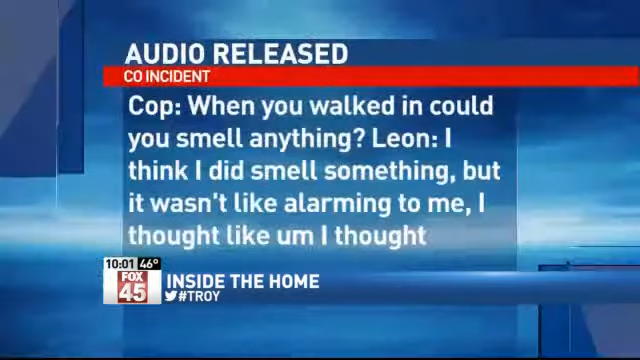 AUDIO RELEASED
CO INCIDENT
Cop: When you walked in could
you smell anything? Leon: I
think I did smell something, but
it wasn't like alarming to me, I
thought like um I thought
10:01 46°
FOX
45
INSIDE THE HOME
#TROY